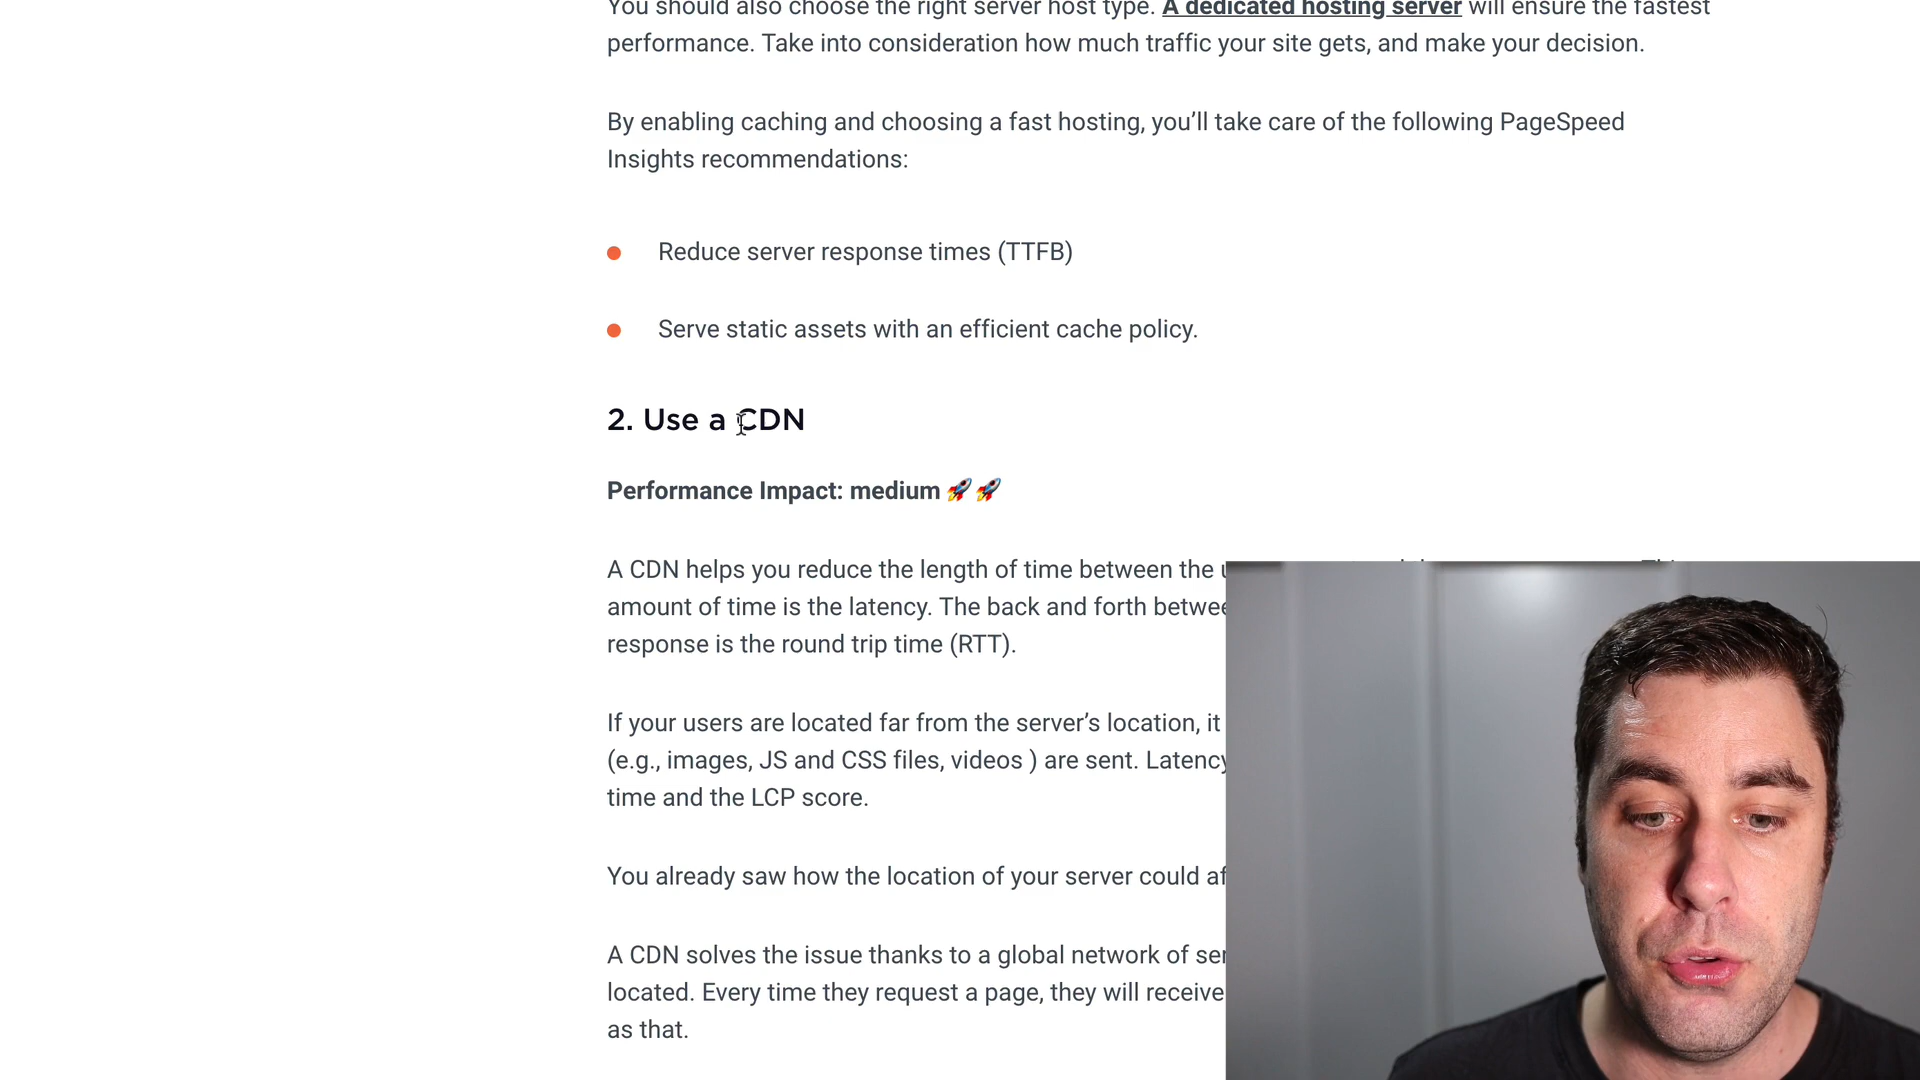 You should also choose the right server host type. A dedicated hosting server will ensure the fastest
performance. Take into consideration how much traffic your site gets, and make your decision.
By enabling caching and choosing a fast hosting, you’ll take care of the following PageSpeed
Insights recommendations:
Reduce server response times (TTFB)
Serve static assets with an efficient cache policy.
2. Use a CDN
Performance Impact: medium 🚀🚀
A CDN helps you reduce the length of time between the
amount of time is the latency. The back and forth
response is the round trip time (RTT).
If your users are located far from the server’s location, it
(e.g., images, JS and CSS files, videos ) are sent. Latency
time and the LCP score.
You already saw how the location of your server could
A CDN solves the issue thanks to a global network of
located. Every time they request a page, they will receive
as that.